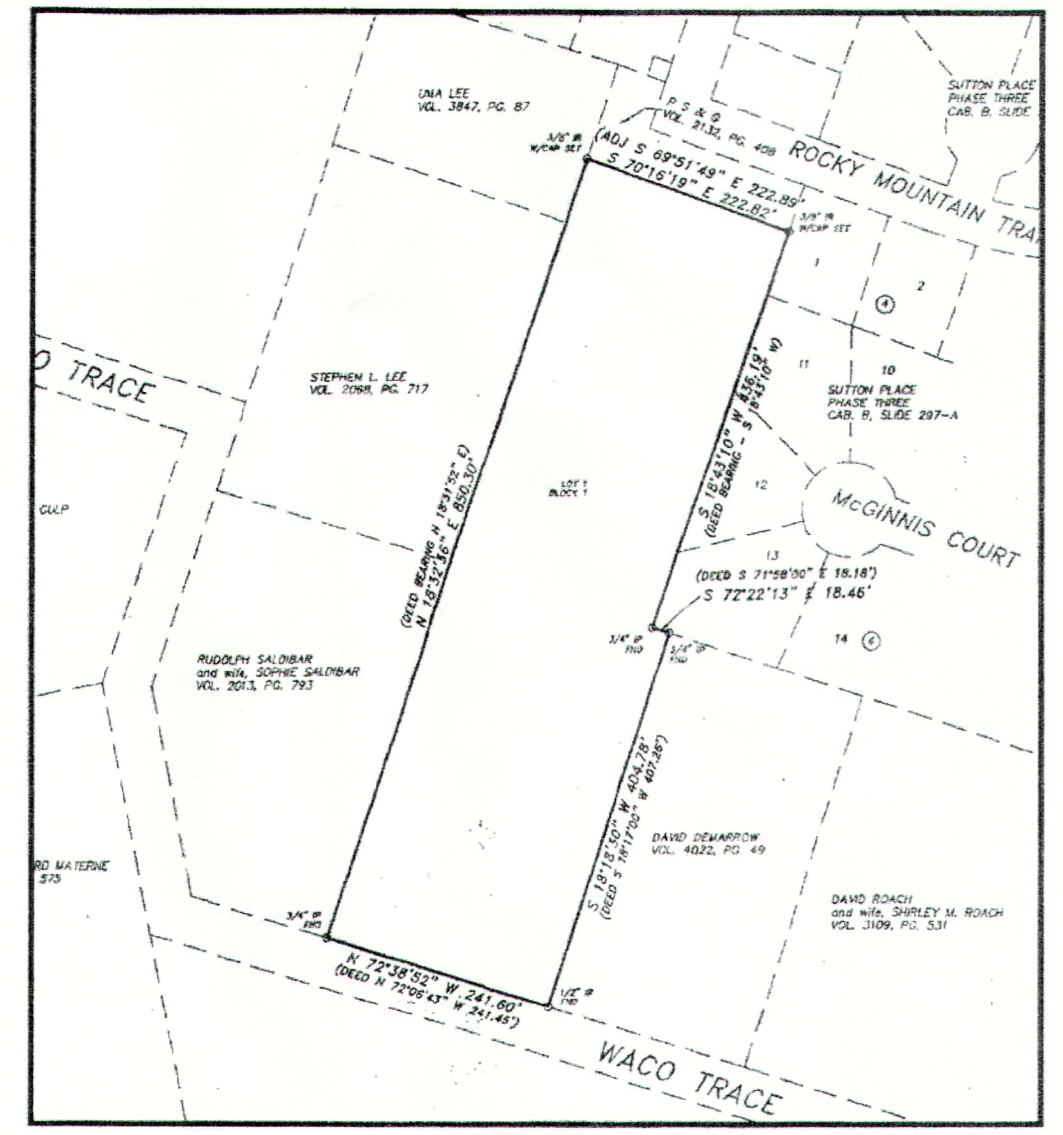 UMA LEE
VOL. 3847, PG. 87
SUTTON PLACE
PHASE THREE
CAB. B, SLIDE
P S & G
VOL. 2132, PG. 408
3/8" IR
W/CAP SET
(ADJ S 69°51'49" E 222.89'
S 70°16'19" E 222.82'
ROCKY MOUNTAIN TRA
3/8" IR
W/CAP SET
1
2
4
O TRACE
STEPHEN L. LEE
VOL. 2068, PG. 717
11
10
SUTTON PLACE
PHASE THREE
CAB. B, SLIDE 297-A
S 18°43'10" W 436.19'
(DEED BEARING - S 18°43'10" W)
LOT 1
BLOCK 1
12
McGINNIS COURT
GULP
(DEED BEARING N 18°31'52" E)
N 18°32'36" E 850.30'
13
(DEED S 71°58'00" E 18.18')
S 72°22'13" E 18.46'
14
3/4" IP
FND
3/4" IP
FND
RUDOLPH SALDIBAR
and wife, SOPHIE SALDIBAR
VOL. 2013, PG. 793
S 18°18'50" W 404.78'
(DEED S 18°17'00" W 407.26')
DAVID DEMARROW
VOL. 4022, PG. 49
RD MATERNE
575
DAVID ROACH
and wife, SHIRLEY M. ROACH
VOL. 3109, PG. 531
3/4" IP
FND
N 72°38'52" W 241.60'
(DEED N 72°06'43" W 241.45')
1/2" IR
FND
WACO TRACE